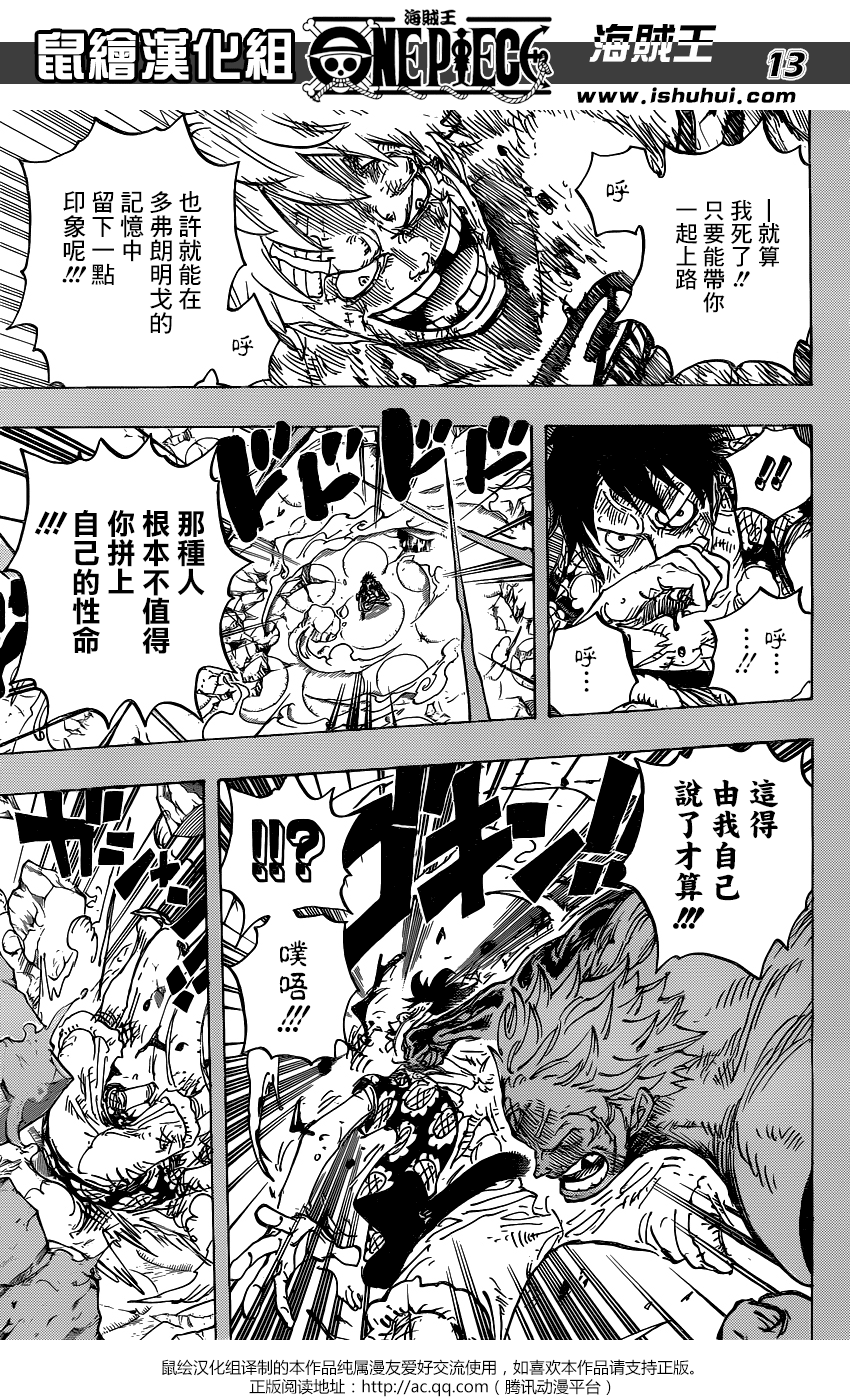 鼠繪漢化組
海賊王
ONE PIECE
海賊王
13
www.ishuhui.com
—就算
我死了!!
只要能帶你
一起上路
呼
也許就能在
多弗朗明戈的
記憶中
留下一點
印象呢!!!
呼
!!
呼
…!!
呼…
ドドドド
那種人
根本不值得
你拼上
自己的性命
!!!
這得
由我自己
說了才算!!!
ゴキン!!
!!?
噗唔!!!
ガガン!!
鼠绘汉化组译制的本作品纯属漫友爱好交流使用，如喜欢本作品请支持正版。
正版阅读地址：http://ac.qq.com（腾讯动漫平台）